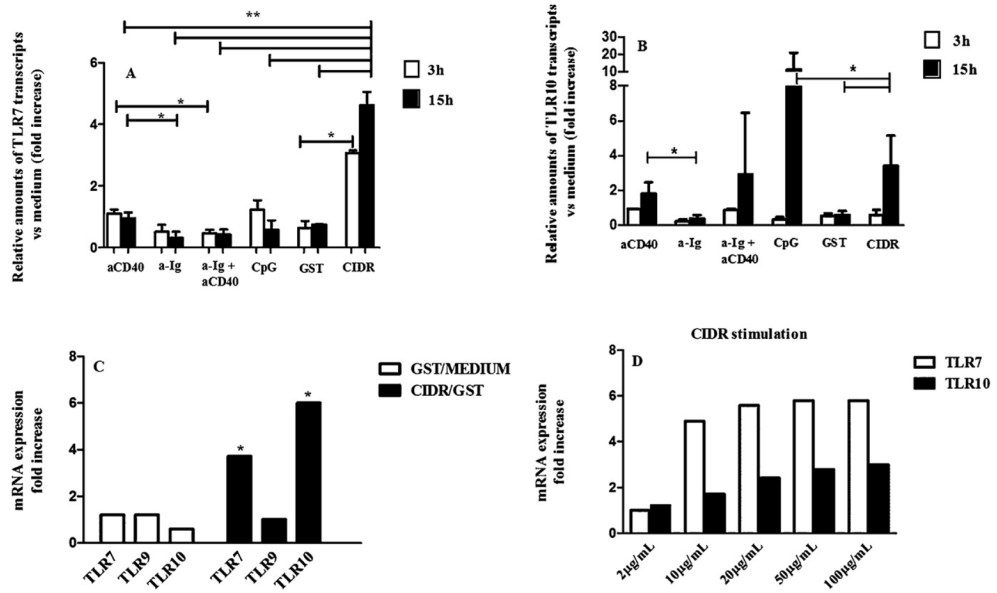 A
**
*
*
*
Relative amounts of TLR7 transcripts
vs medium (fold increase)
6
4
2
0
aCD40
a-Ig
a-Ig +
aCD40
CpG
GST
CIDR
3h
15h
B
*
*
Relative amounts of TLR10 transcripts
vs medium (fold increase)
30
20
10
8
6
4
2
0
aCD40
a-Ig
a-Ig +
aCD40
CpG
GST
CIDR
3h
15h
C
mRNA expression
fold increase
8
6
4
2
0
*
*
TLR7
TLR9
TLR10
TLR7
TLR9
TLR10
GST/MEDIUM
CIDR/GST
CIDR stimulation
D
mRNA expression
fold increase
8
6
4
2
0
2µg/mL
10µg/mL
20µg/mL
50µg/mL
100µg/mL
TLR7
TLR10